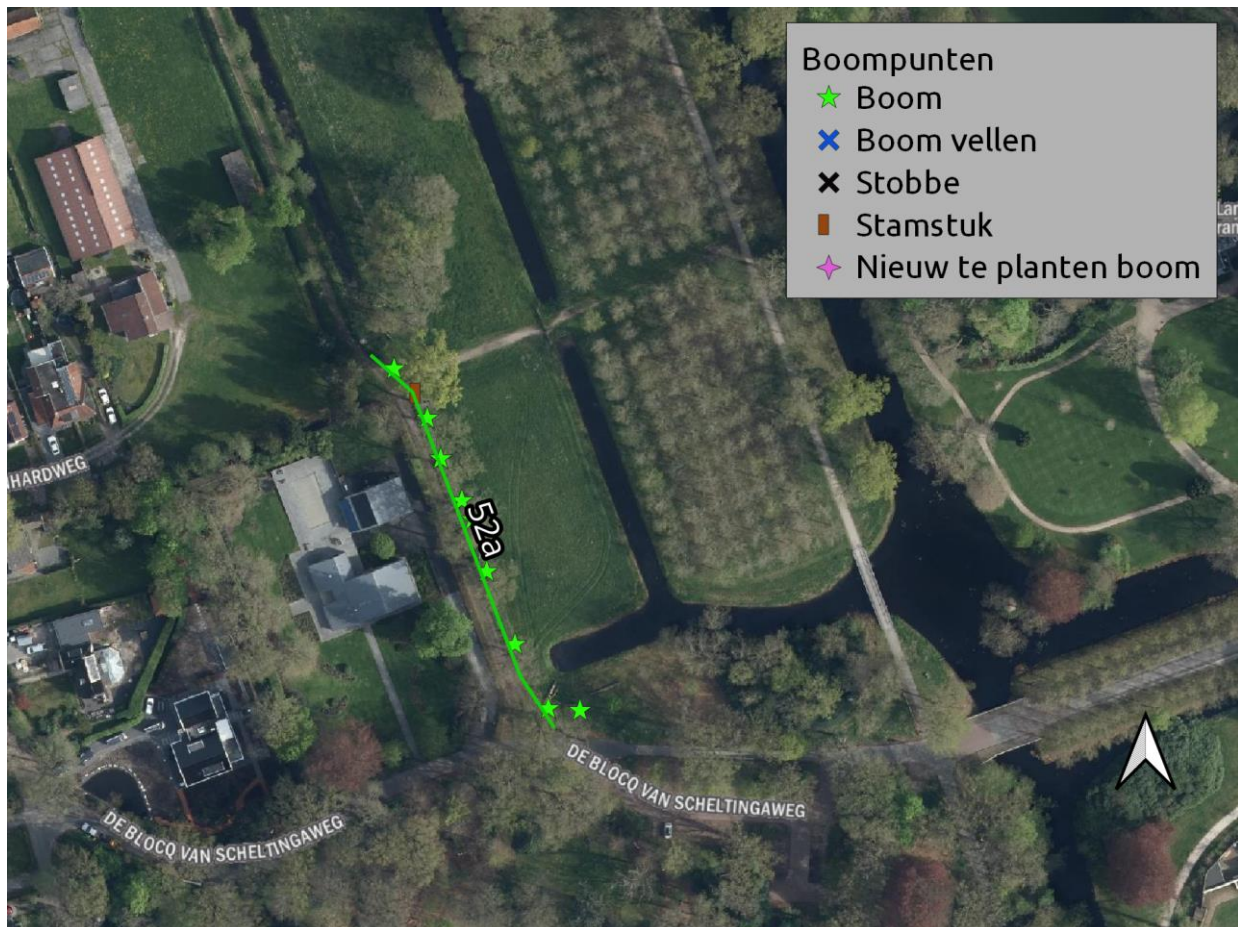 Boompunten
Boom
Boom vellen
Stobbe
Stamstuk
Nieuw te planten boom
HARDWEG
52a
DE BLOCQ VAN SCHELTINGAWEG
DE BLOCQ VAN SCHELTINGAWEG